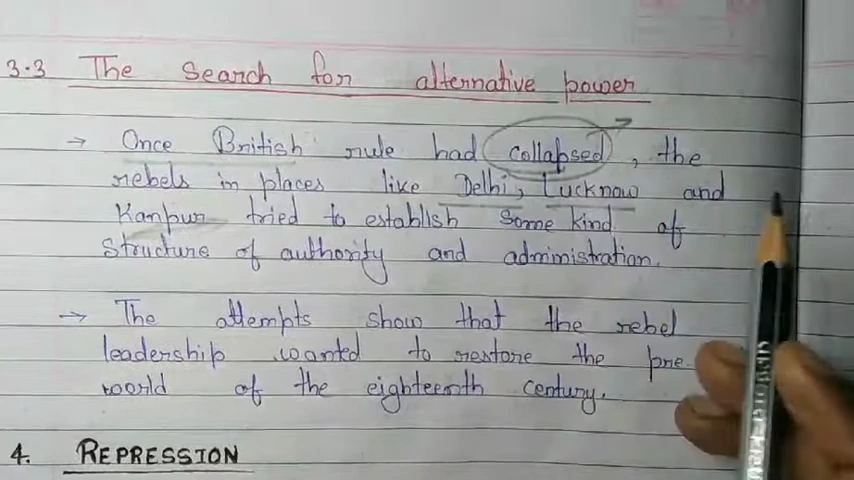 3.3 The search for alternative power
→ Once British rule had collapsed, the
rebels in places like Delhi, Lucknow and
Kanpur tried to establish some kind of
structure of authority and administration.
→ The attempts show that the rebel
leadership wanted to restore the pre-
world of the eighteenth century.
4. REPRESSION